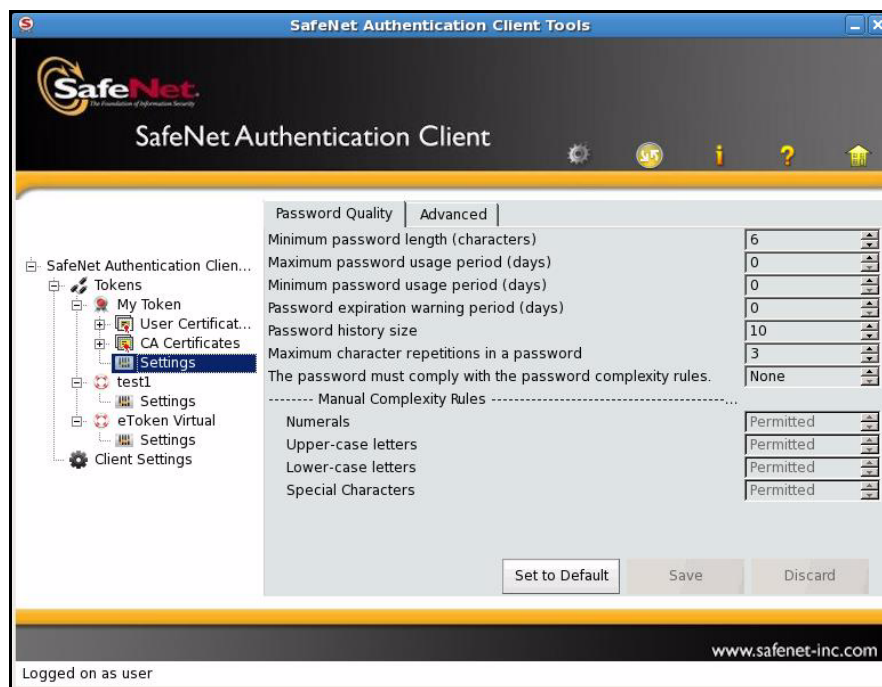 SafeNet Authentication Client Tools
SafeNet.
The Foundation of Information Security
SafeNet Authentication Client
Password Quality
Advanced
SafeNet Authentication Clien...
Tokens
My Token
User Certificat...
CA Certificates
Settings
test1
Settings
eToken Virtual
Settings
Client Settings
Minimum password length (characters) 6
Maximum password usage period (days) 0
Minimum password usage period (days) 0
Password expiration warning period (days) 0
Password history size 10
Maximum character repetitions in a password 3
The password must comply with the password complexity rules. None
-------- Manual Complexity Rules ----------------------------------------...
Numerals Permitted
Upper-case letters Permitted
Lower-case letters Permitted
Special Characters Permitted
Set to Default
Save
Discard
www.safenet-inc.com
Logged on as user